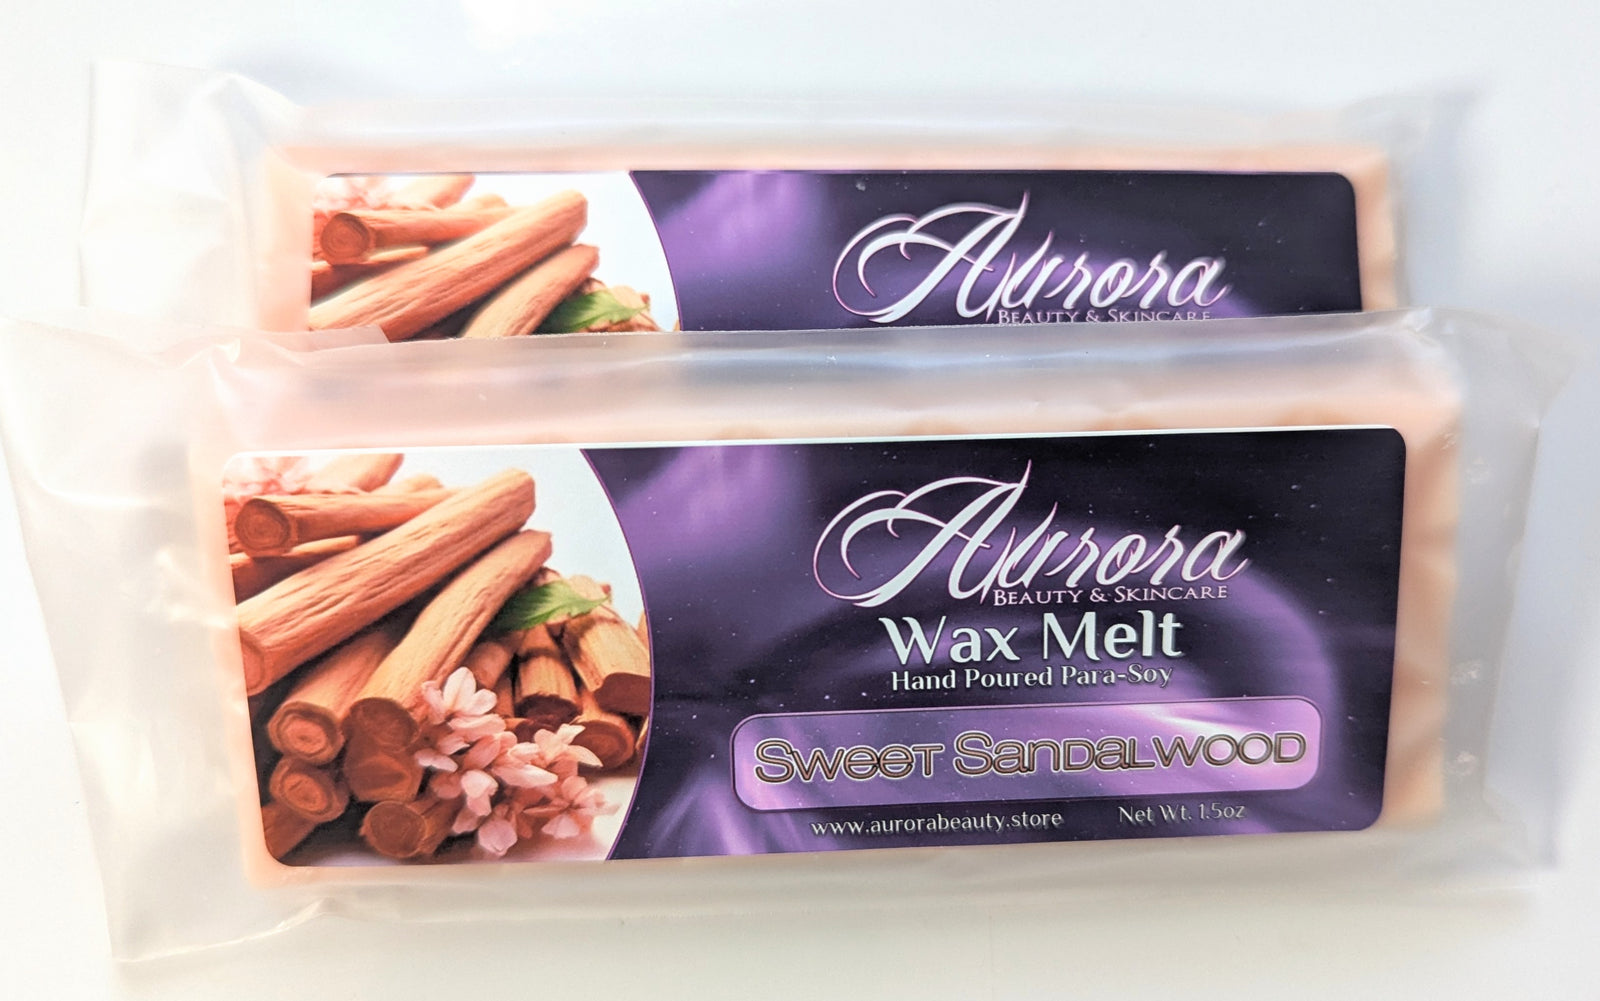 Aurora
BEAUTY & SKINCARE
Aurora
BEAUTY & SKINCARE
Wax Melt
Hand Poured Para-Soy
SWEET SANDALWOOD
www.aurorabeauty.store Net Wt. 1.5oz